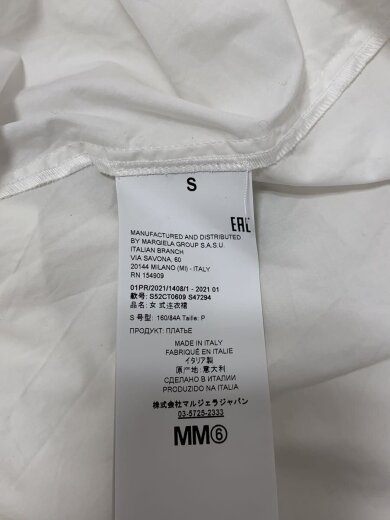 S
EAC
MANUFACTURED AND DISTRIBUTED
BY MARGIELA GROUP S.A.S.U.
ITALIAN BRANCH
VIA SAVONA, 60
20144 MILANO (MI) - ITALY
RN 154909
01PR/2021/1408/1 - 2021 01
款号: S52CT0609 S47294
品名: 女式连衣裙
S 号型: 160/84A Taille: P
ПРОДУКТ: ПЛАТЬЕ
MADE IN ITALY
FABRIQUÉ EN ITALIE
イタリア製
原产地: 意大利
СДЕЛАНО В ИТАЛИИ
PRODUZIDO NA ITALIA
株式会社マルジェラジャパン
03-5725-2333
MM⑥